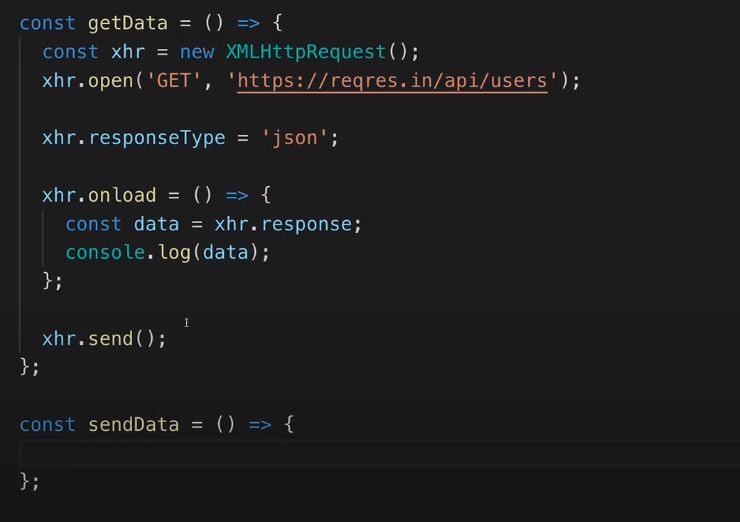 const getData = () => {
const xhr = new XMLHttpRequest();
xhr.open('GET', 'https://reqres.in/api/users');
xhr.responseType = 'json';
xhr.onload = () => {
const data = xhr.response;
console.log(data);
};
xhr.send();
};
const sendData = () => {
};